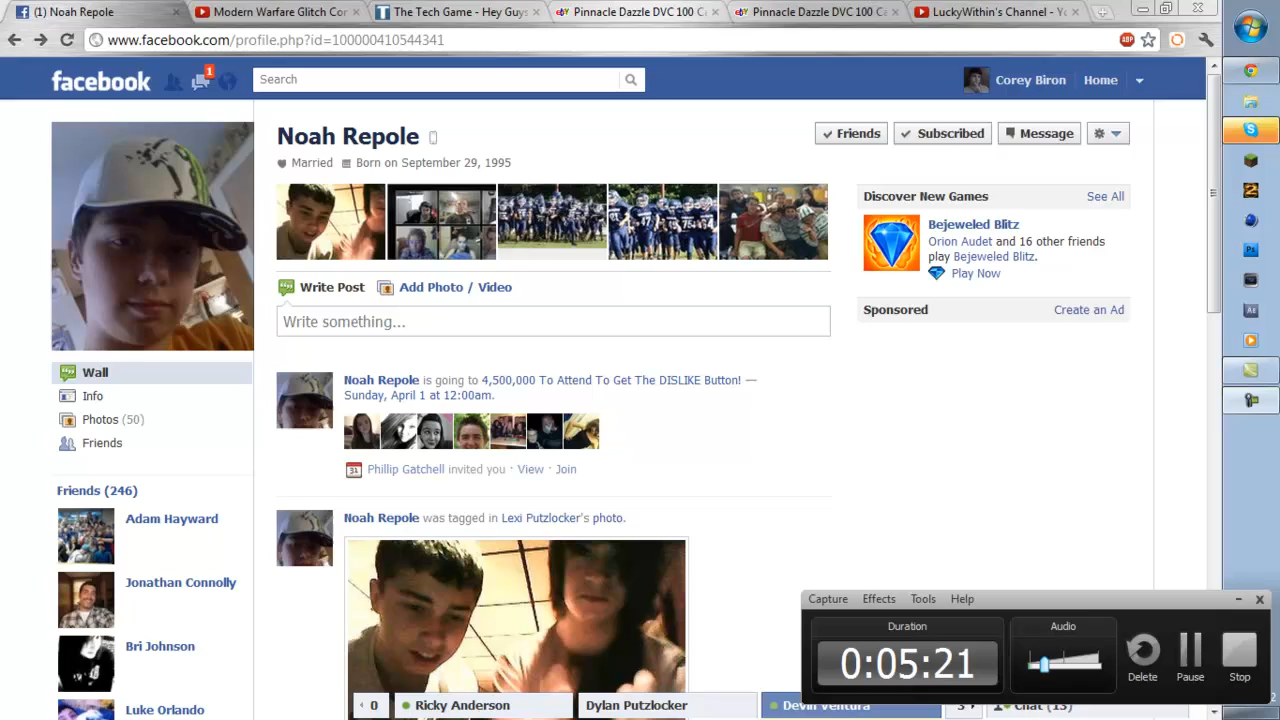 (1) Noah Repole
Modern Warfare Glitch Cor
The Tech Game - Hey Guys
Pinnacle Dazzle DVC 100 C
Pinnacle Dazzle DVC 100 C
LuckyWithin's Channel - Yo
www.facebook.com/profile.php?id=100000410544341
ABP
facebook
1
Search
Corey Biron
Home
Noah Repole
Friends
Subscribed
Message
Married
Born on September 29, 1995
Discover New Games
See All
Bejeweled Blitz
Orion Audet and 16 other friends
play Bejeweled Blitz.
Play Now
Write Post
Add Photo / Video
Write something...
Sponsored
Create an Ad
Wall
Info
Photos (50)
Friends
Noah Repole is going to 4,500,000 To Attend To Get The DISLIKE Button! —
Sunday, April 1 at 12:00am.
31
Phillip Gatchell invited you · View · Join
Friends (246)
Adam Hayward
Jonathan Connolly
Bri Johnson
Luke Orlando
Noah Repole was tagged in Lexi Putzlocker's photo.
Capture
Effects
Tools
Help
Duration
Audio
0:05:21
Delete
Pause
Stop
0
Ricky Anderson
Dylan Putzlocker
Devin Ventura
3
Chat (13)
Ps
Ae